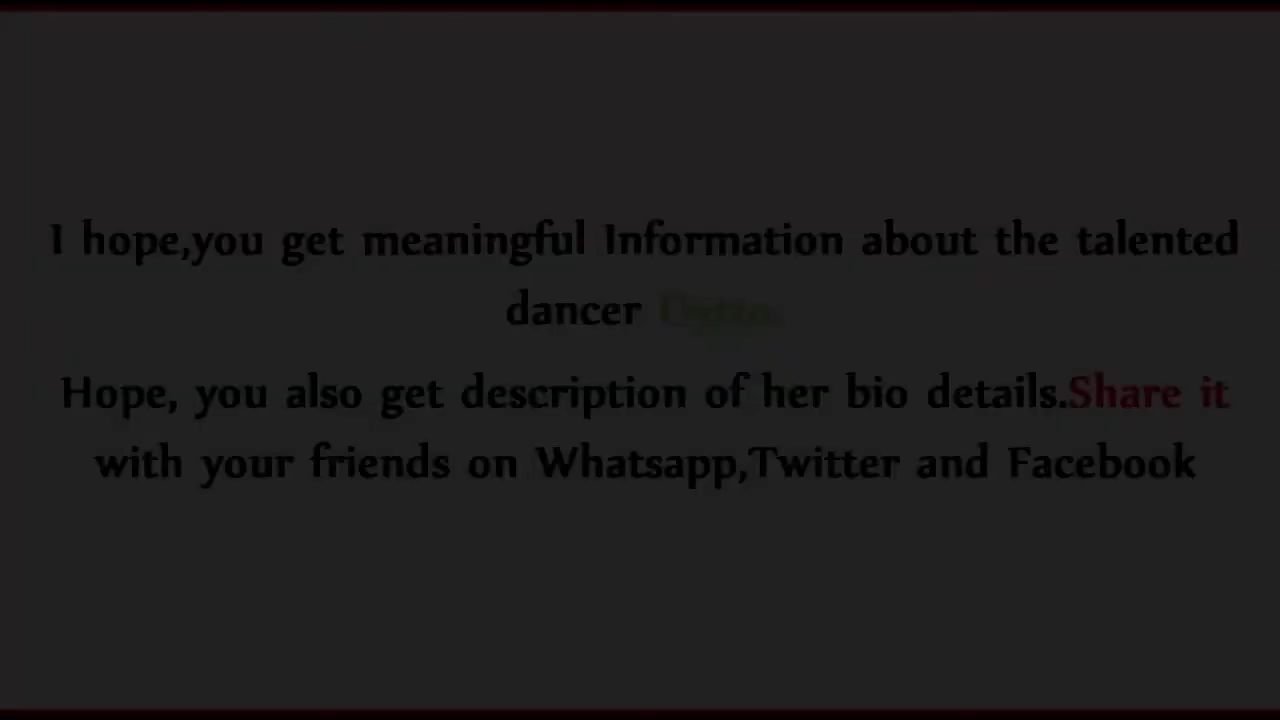 I hope,you get meaningful Information about the talented
dancer
Hope, you also get description of her bio details.Share it
with your friends on Whatsapp,Twitter and Facebook